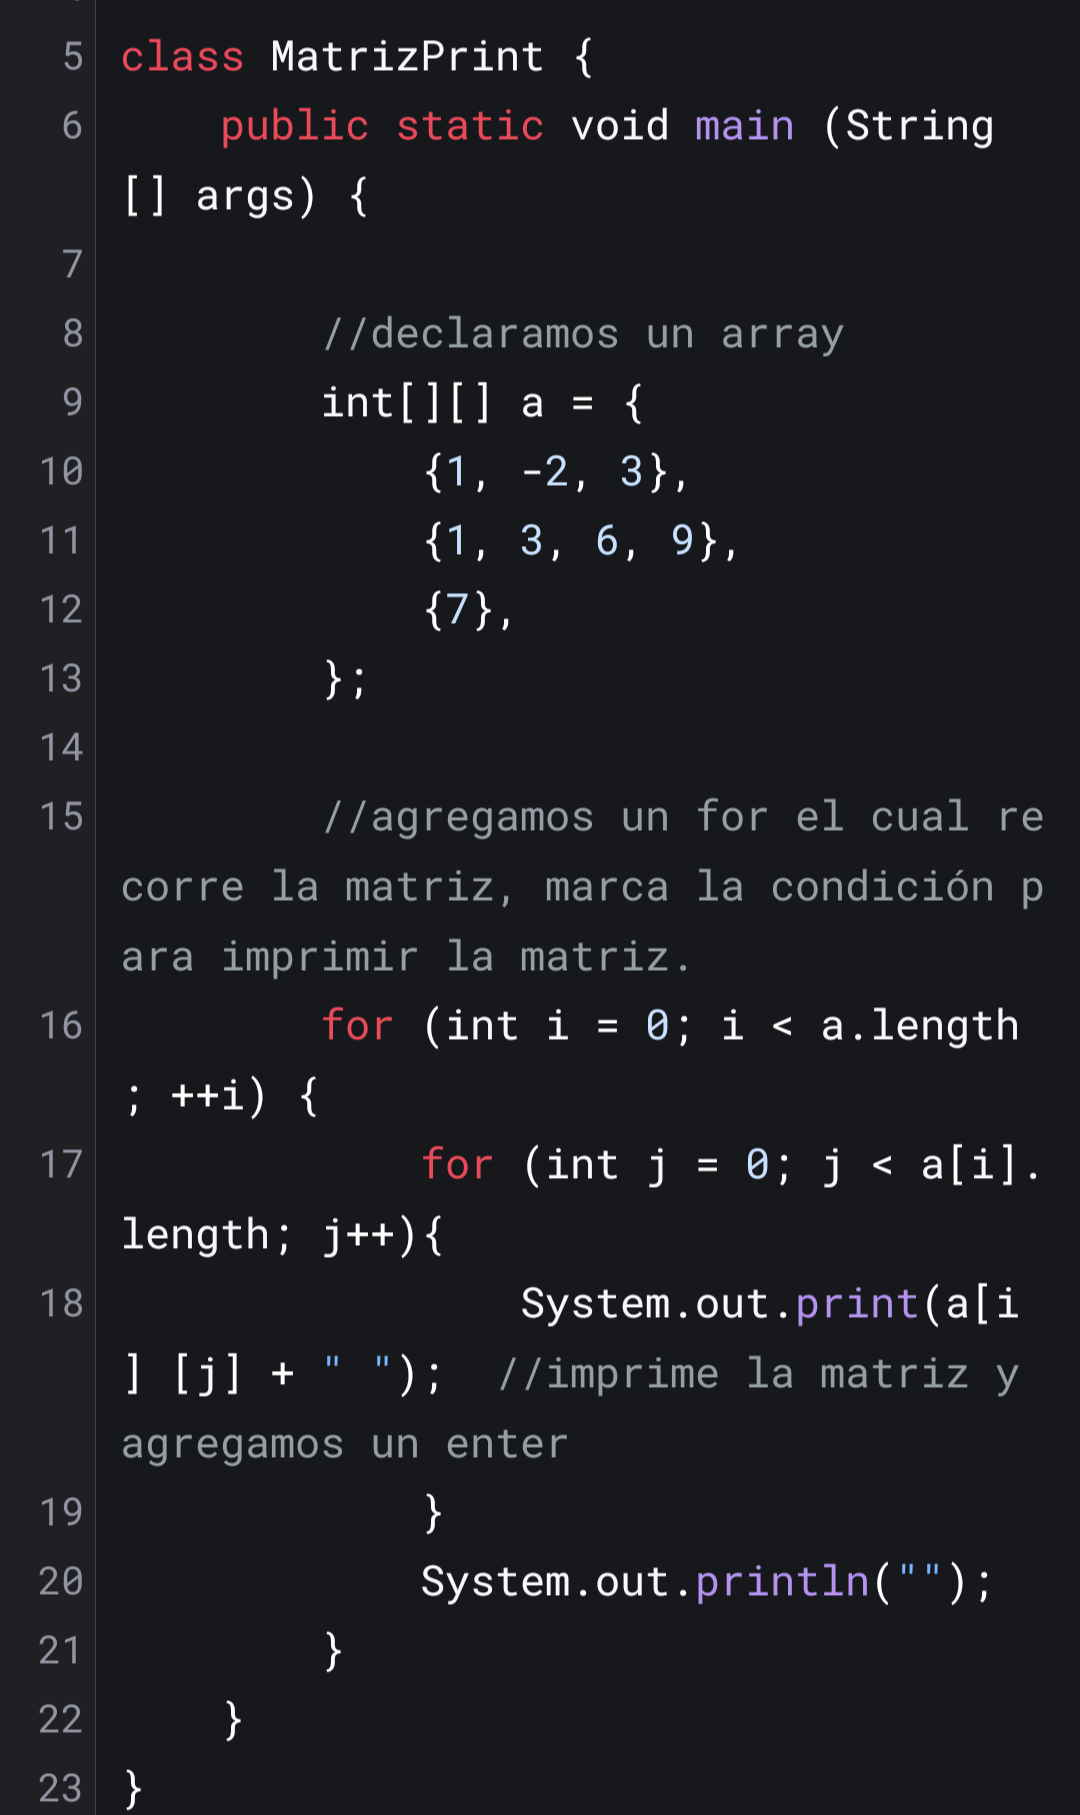 5 class MatrizPrint {
6 public static void main (String
[] args) {
7
8 //declaramos un array
9 int[][] a = {
10 {1, -2, 3},
11 {1, 3, 6, 9},
12 {7},
13 };
14
15 //agregamos un for el cual re
corre la matriz, marca la condición p
ara imprimir la matriz.
16 for (int i = 0; i < a.length
; ++i) {
17 for (int j = 0; j < a[i].
length; j++){
18 System.out.print(a[i
] [j] + " "); //imprime la matriz y
agregamos un enter
19 }
20 System.out.println("");
21 }
22 }
23 }